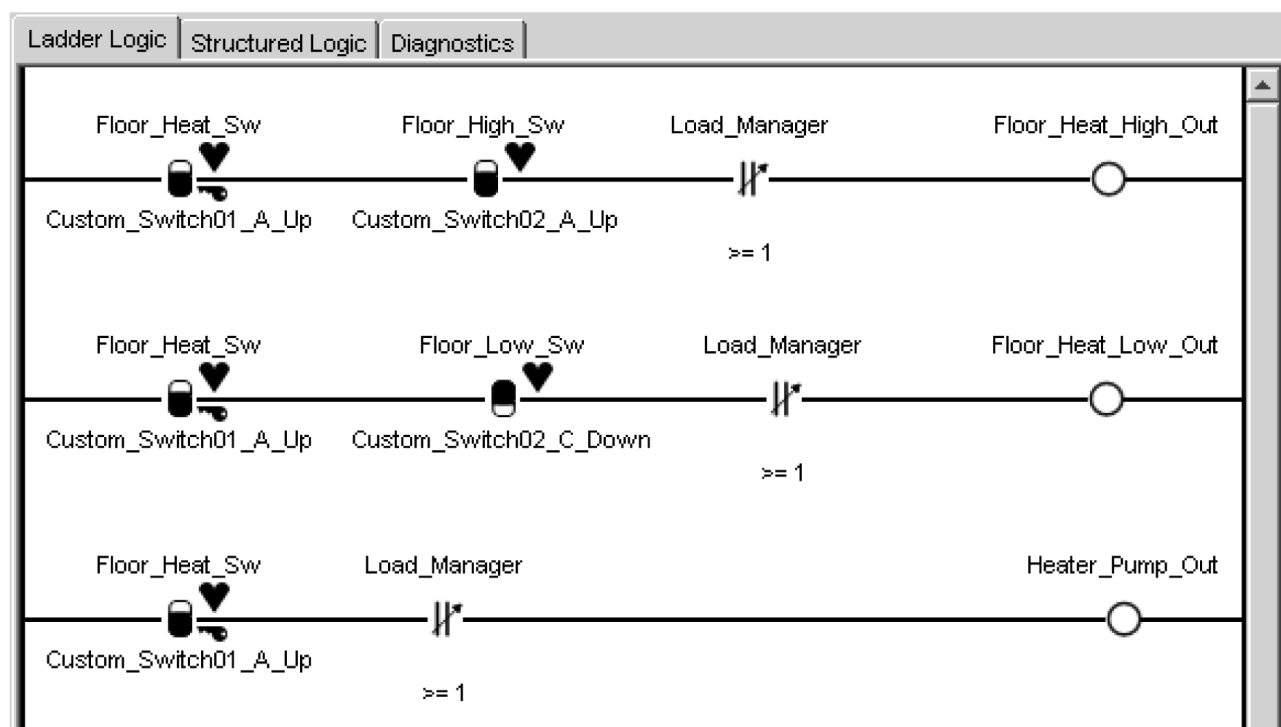 Ladder Logic Structured Logic Diagnostics
Floor_Heat_Sw Floor_High_Sw Load_Manager Floor_Heat_High_Out
Custom_Switch01_A_Up Custom_Switch02_A_Up
>= 1
Floor_Heat_Sw Floor_Low_Sw Load_Manager Floor_Heat_Low_Out
Custom_Switch01_A_Up Custom_Switch02_C_Down
>= 1
Floor_Heat_Sw Load_Manager Heater_Pump_Out
Custom_Switch01_A_Up
>= 1